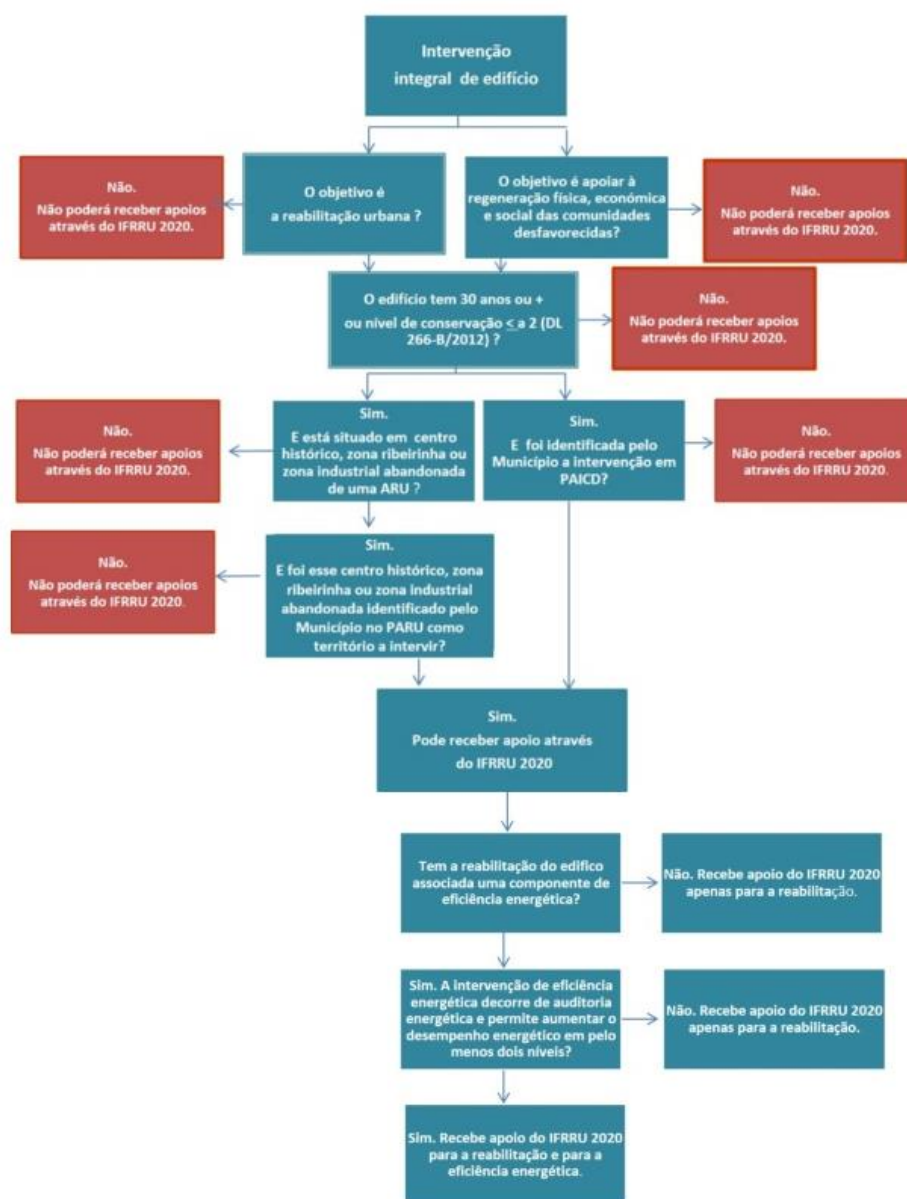 Intervenção
integral de edifício
Não.
Não poderá receber apoios
através do IFRRU 2020.
O objetivo é
a reabilitação urbana ?
O objetivo é apoiar à
regeneração física, económica
e social das comunidades
desfavorecidas?
Não.
Não poderá receber apoios
através do IFRRU 2020.
O edifício tem 30 anos ou +
ou nível de conservação < a 2 (DL
266-B/2012) ?
Não.
Não poderá receber apoios
através do IFRRU 2020.
Não.
Não poderá receber apoios
através do IFRRU 2020.
Sim.
E está situado em centro
histórico, zona ribeirinha ou
zona industrial abandonada
de uma ARU ?
Sim.
E foi identificada pelo
Município a intervenção em
PAICD?
Não.
Não poderá receber apoios
através do IFRRU 2020.
Não.
Não poderá receber apoios
através do IFRRU 2020.
Sim.
E foi esse centro histórico, zona
ribeirinha ou zona industrial
abandonada identificado pelo
Município no PARU como
território a intervir?
Sim.
Pode receber apoio através
do IFRRU 2020
Tem a reabilitação do edifico
associada uma componente de
eficiência energética?
Não. Recebe apoio do IFRRU 2020
apenas para a reabilitação.
Sim. A intervenção de eficiência
energética decorre de auditoria
energética e permite aumentar o
desempenho energético em pelo
menos dois níveis?
Não. Recebe apoio do IFRRU 2020
apenas para a reabilitação.
Sim. Recebe apoio do IFRRU 2020
para a reabilitação e para a
eficiência energética.